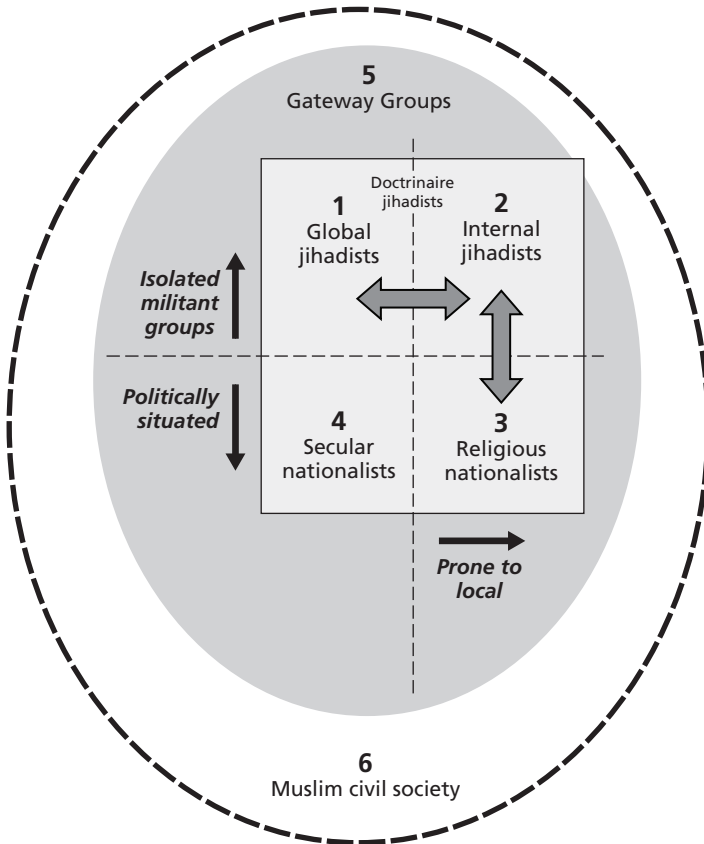 5
Gateway Groups
Doctrinaire
jihadists
1
Global
jihadists
2
Internal
jihadists
Isolated
militant
groups
Politically
situated
4
Secular
nationalists
3
Religious
nationalists
Prone to
local
6
Muslim civil society